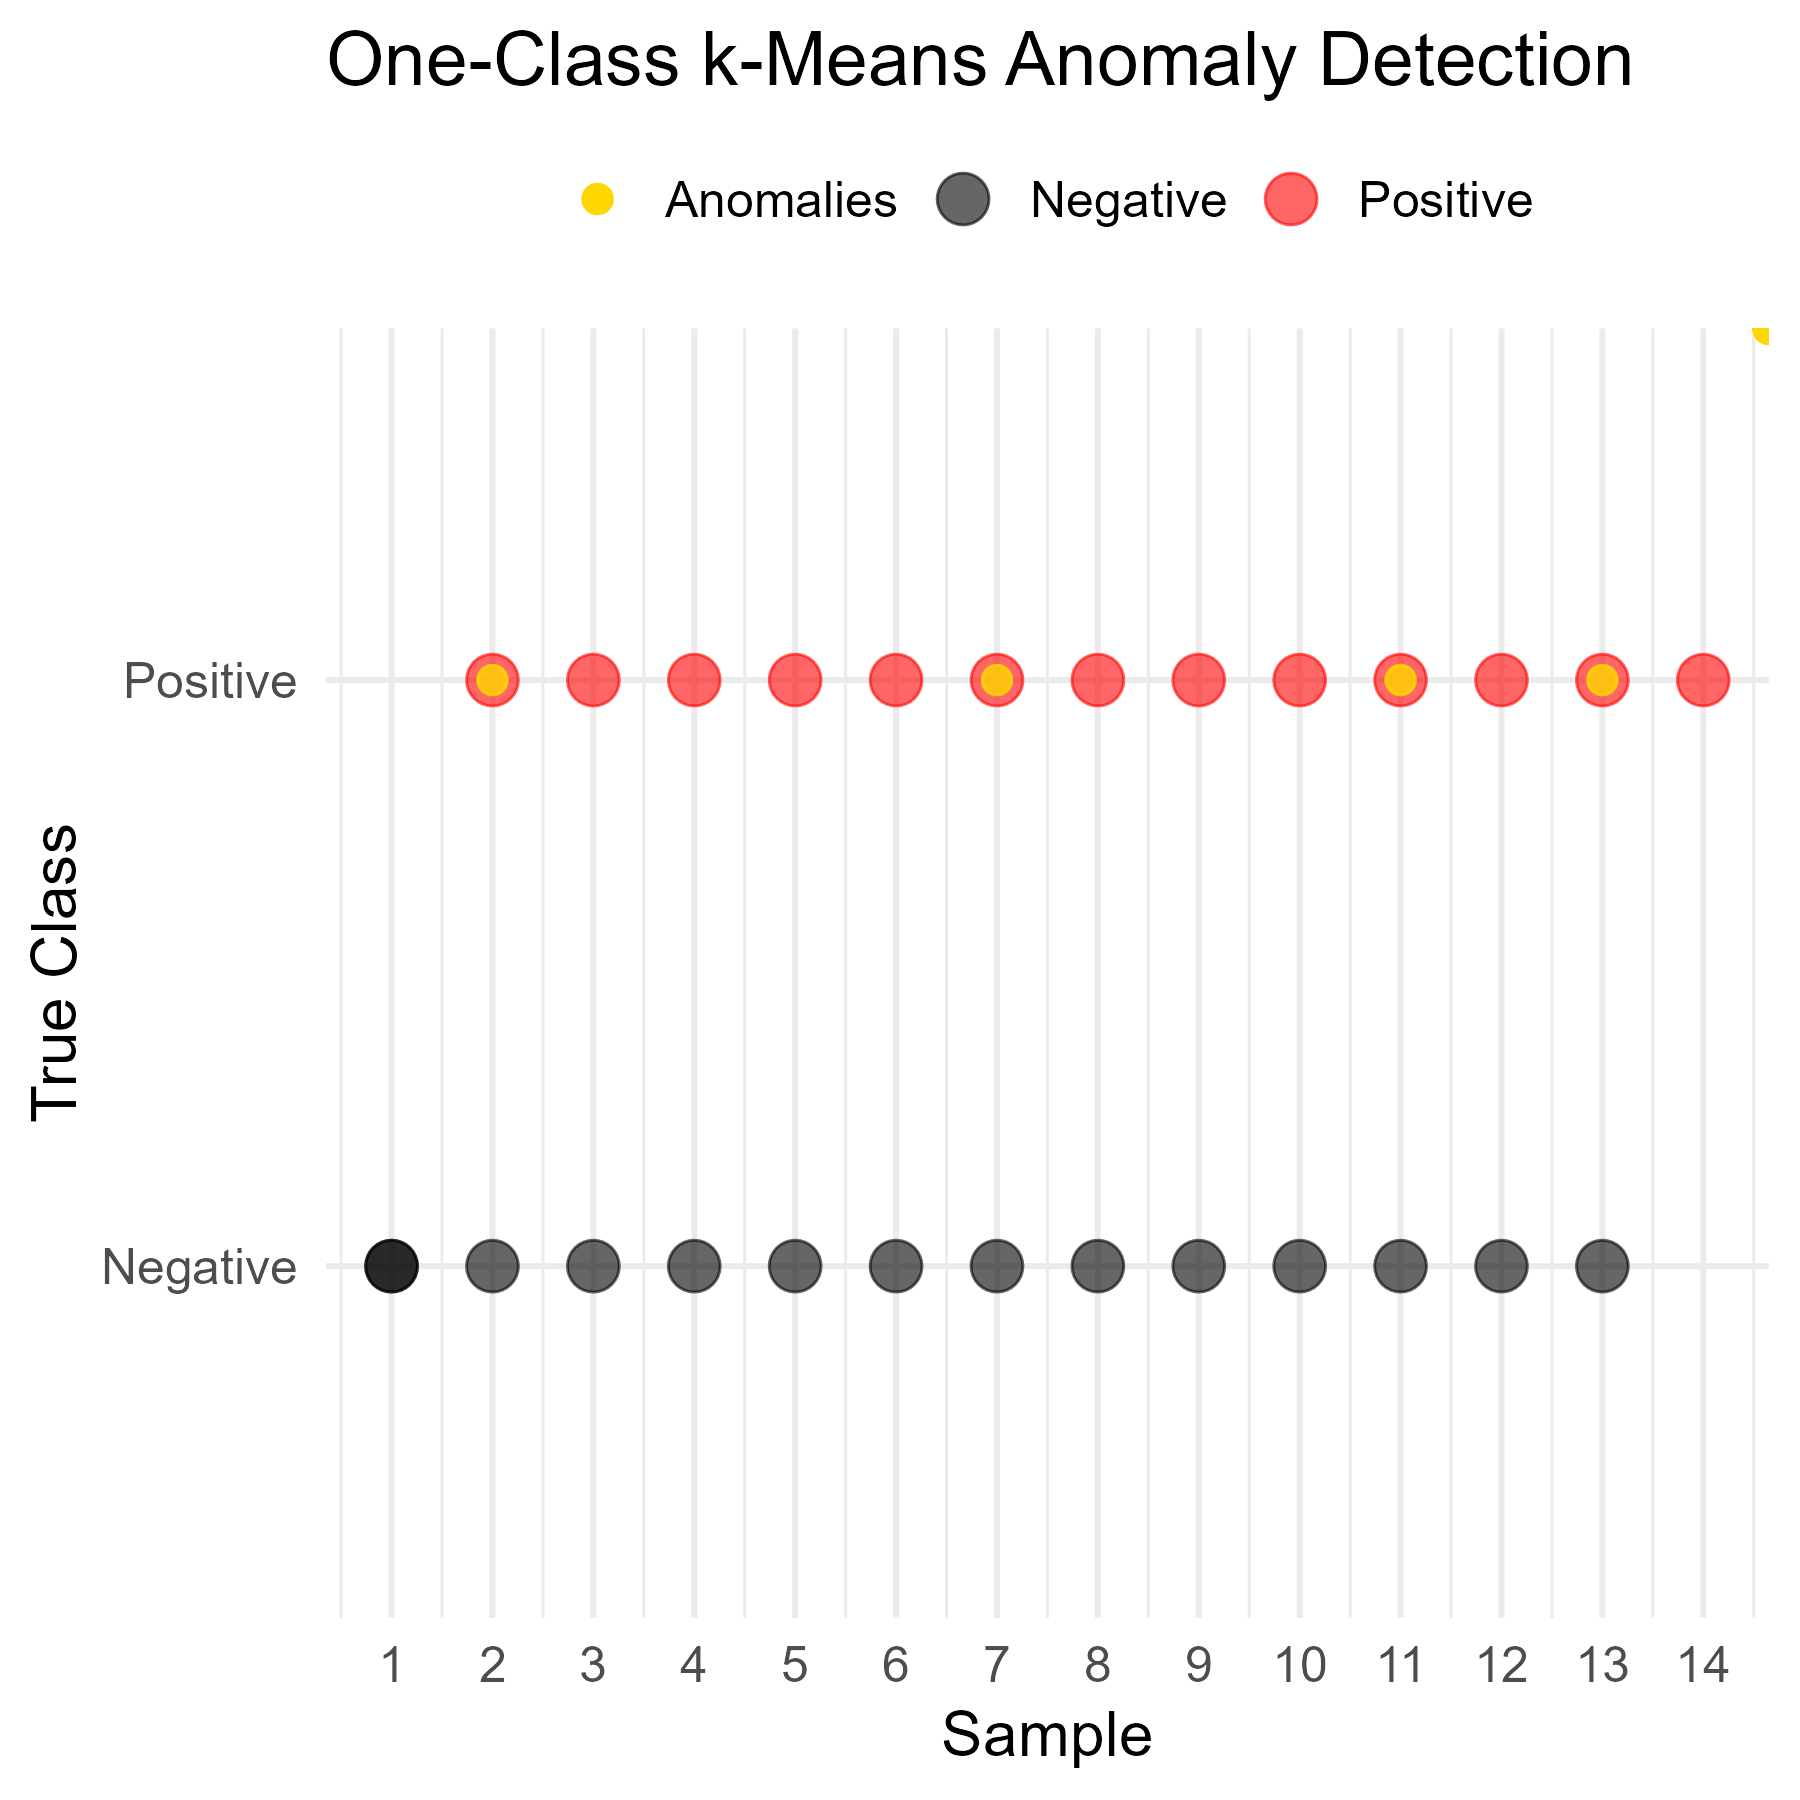 One-Class k-Means Anomaly Detection
Anomalies Negative Positive
Positive
Negative
True Class
1 2 3 4 5 6 7 8 9 10 11 12 13 14
Sample